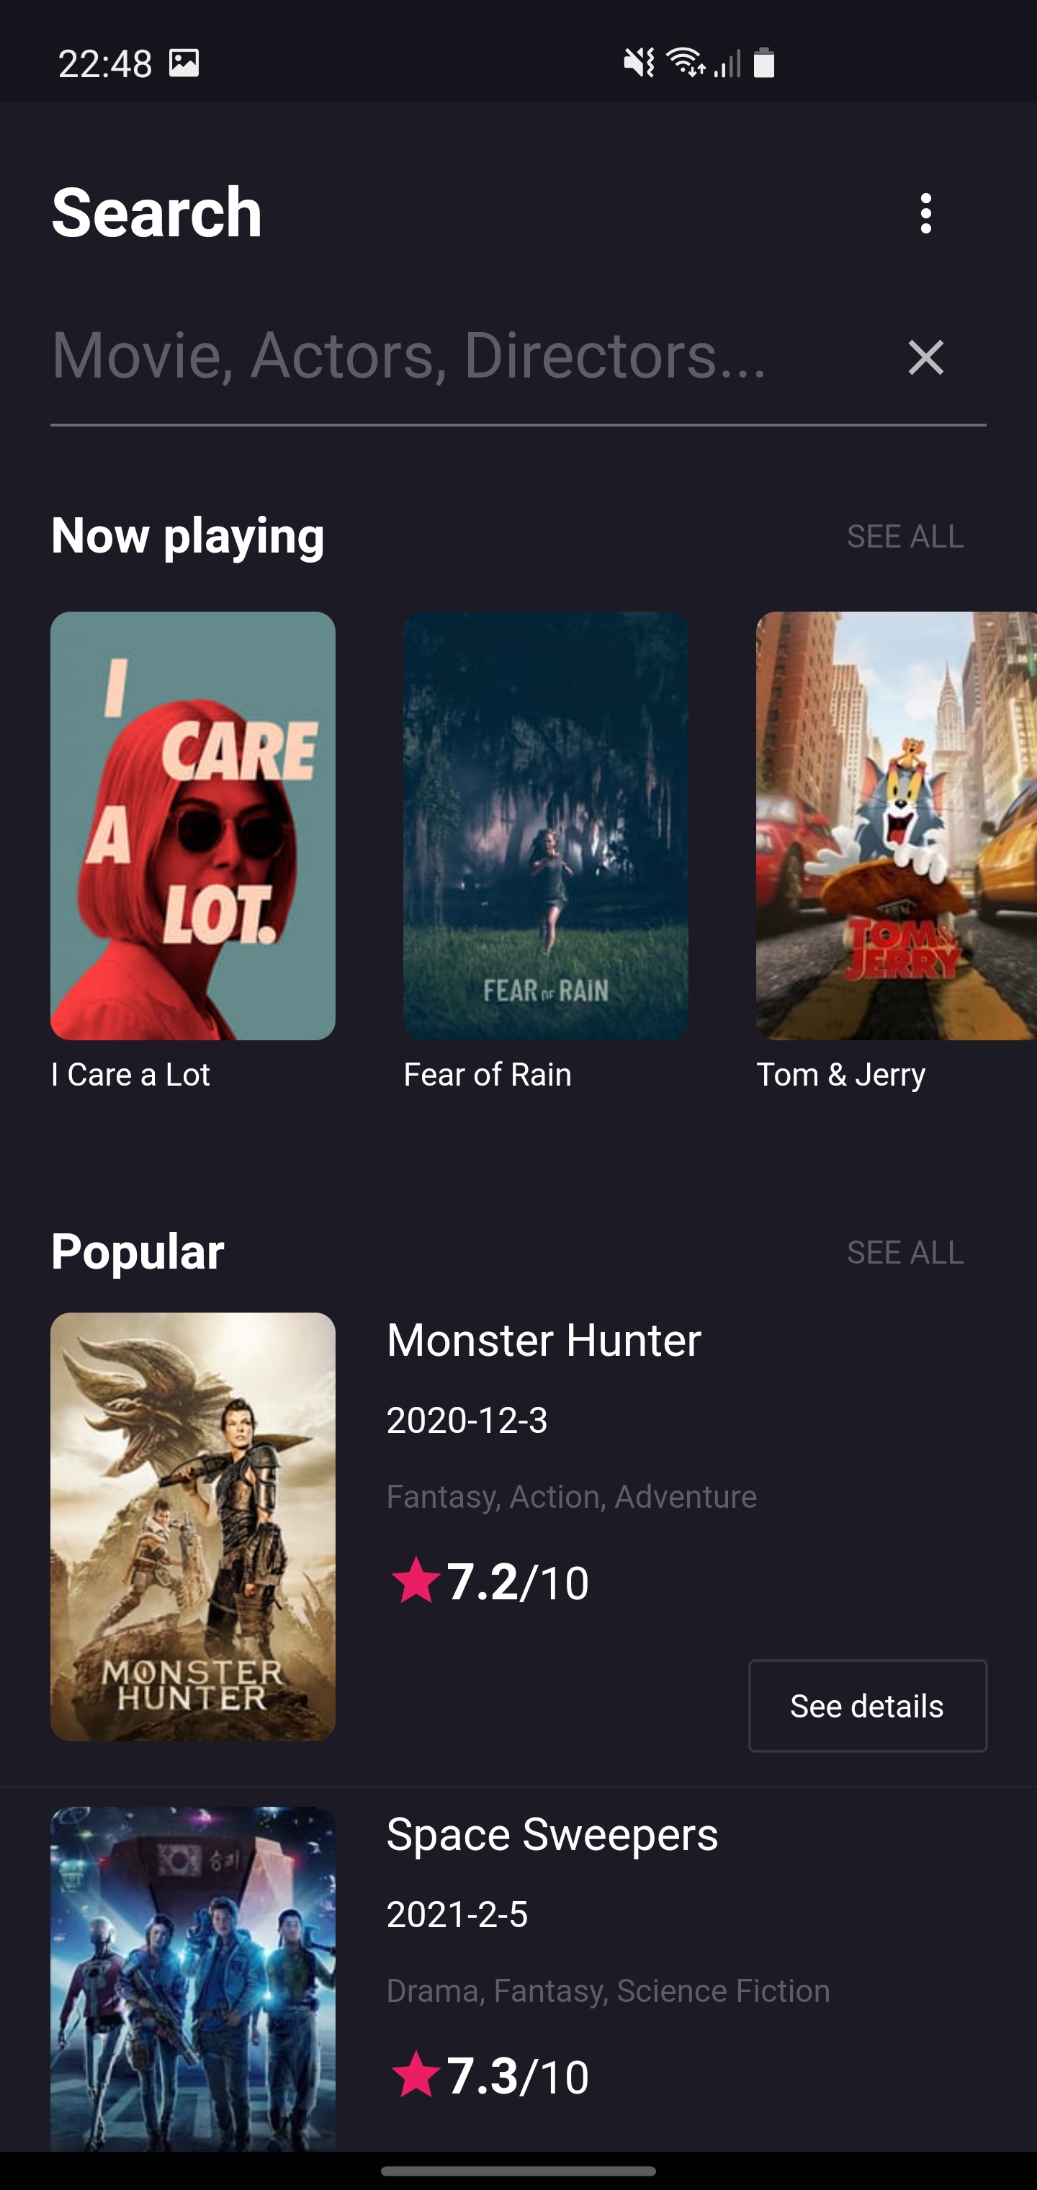 22:48
Search
Movie, Actors, Directors...
Now playing
SEE ALL
I
CARE
A
LOT.
FEAR OF RAIN
TOM&
JERRY
I Care a Lot
Fear of Rain
Tom & Jerry
Popular
SEE ALL
MONSTER
HUNTER
Monster Hunter
2020-12-3
Fantasy, Action, Adventure
7.2/10
See details
승리
Space Sweepers
2021-2-5
Drama, Fantasy, Science Fiction
7.3/10